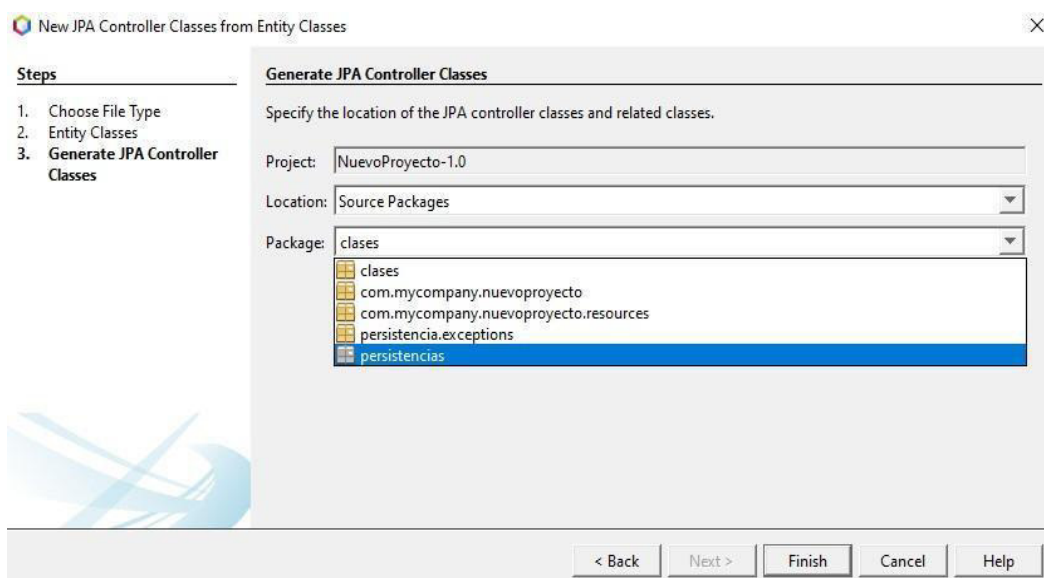 New JPA Controller Classes from Entity Classes
Steps
1. Choose File Type
2. Entity Classes
3. Generate JPA Controller
Classes
Generate JPA Controller Classes
Specify the location of the JPA controller classes and related classes.
Project: NuevoProyecto-1.0
Location: Source Packages
Package: clases
clases
com.mycompany.nuevoproyecto
com.mycompany.nuevoproyecto.resources
persistencia.exceptions
persistencias
< Back Next > Finish Cancel Help